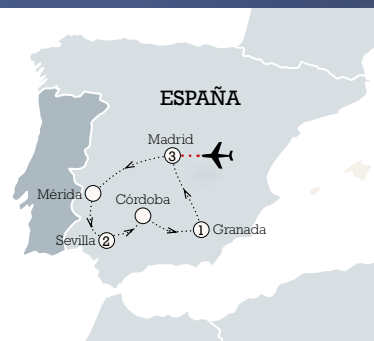 ESPAÑA
Madrid
3
Mérida
Córdoba
Sevilla 2
1 Granada